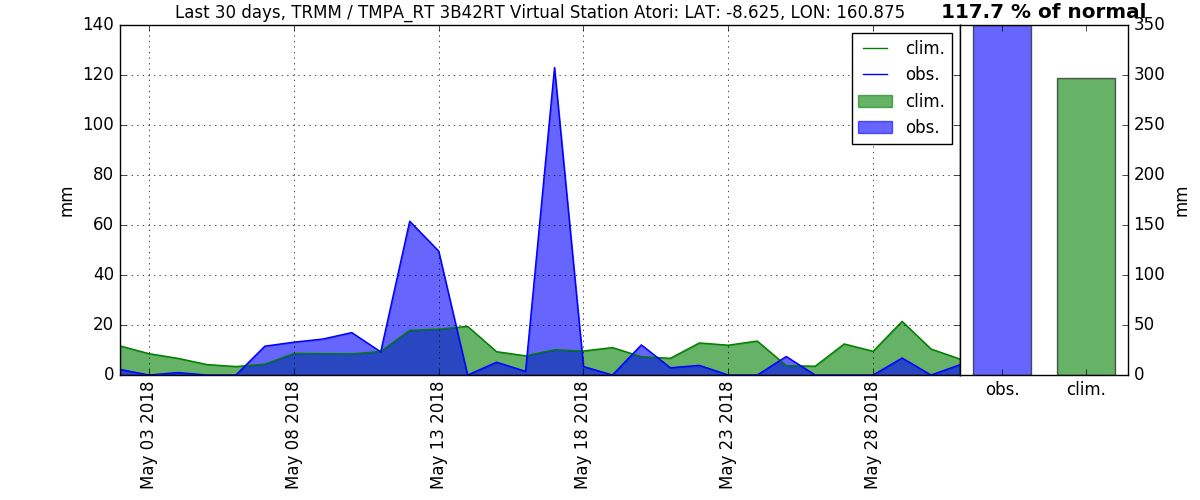 Last 30 days, TRMM / TMPA_RT 3B42RT Virtual Station Atori: LAT: -8.625, LON: 160.875
117.7 % of normal
140
120
100
80
60
40
20
0
mm
clim.
obs.
clim.
obs.
May 03 2018
May 08 2018
May 13 2018
May 18 2018
May 23 2018
May 28 2018
350
300
250
200
150
100
50
0
mm
obs.
clim.